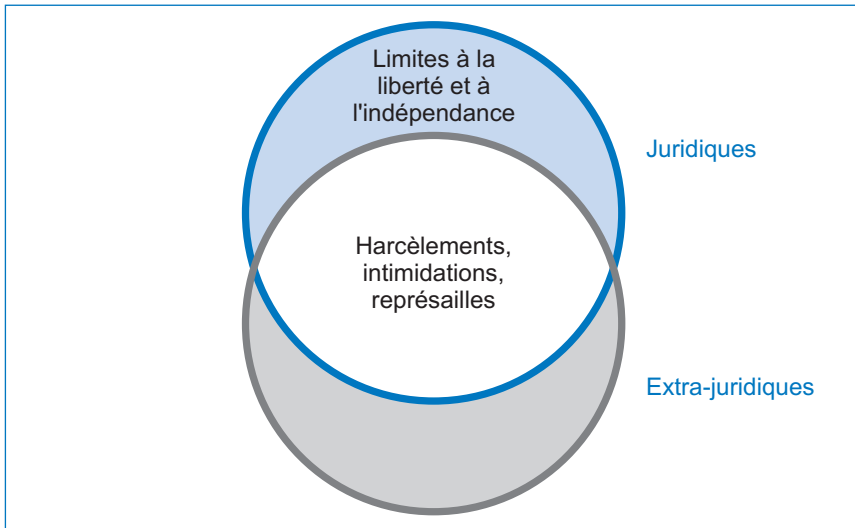 Limites à la
liberté et à
l'indépendance
Juridiques
Harcèlements,
intimidations,
représailles
Extra-juridiques